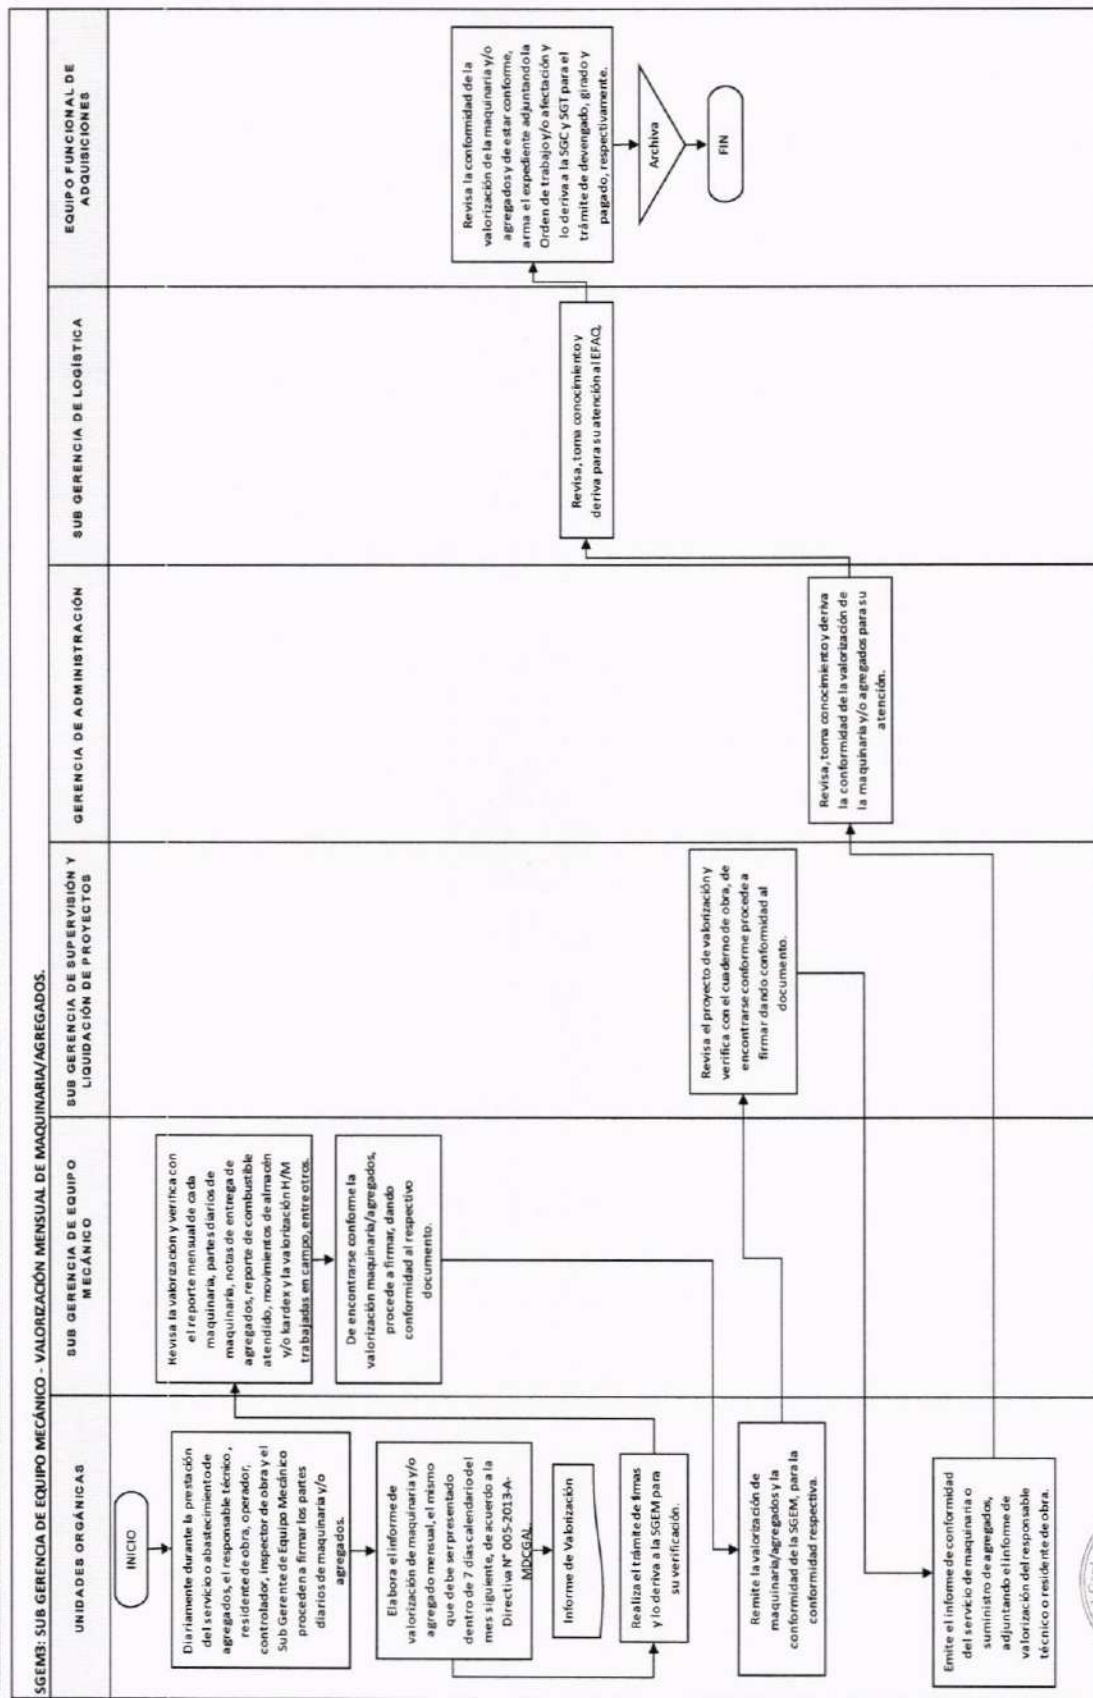 SGEM3: SUB GERENCIA DE EQUIPO MECÁNICO - VALORIZACIÓN MENSUAL DE MAQUINARIA/AGREGADOS.
UNIDADES ORGÁNICAS
SUB GERENCIA DE EQUIPO
MECÁNICO
SUB GERENCIA DE SUPERVISIÓN Y
LIQUIDACIÓN DE PROYECTOS
GERENCIA DE ADMINISTRACIÓN
SUB GERENCIA DE LOGÍSTICA
EQUIPO FUNCIONAL DE
ADQUISICIONES
INICIO
Diariamente durante la prestación
del servicio o abastecimiento de
agregados, el responsable técnico,
residente de obra, operador,
controlador, inspector de obra y el
Sub Gerente de Equipo Mecánico
proceden a firmar los partes
diarios de maquinaria y/o
agregados.
Elabora el informe de
valorización de maquinaria y/o
agregado mensual, el mismo
que debe ser presentado
dentro de 7 días calendario del
mes siguiente, de acuerdo a la
Directiva N° 005-2013-A-
MDCGAL.
Informe de Valorización
Realiza el trámite de firmas
y lo deriva a la SGEM para
su verificación.
Revisa la valorización y verifica con
el reporte mensual de cada
maquinaria, partes diarios de
maquinaria, notas de entrega de
agregados, reporte de combustible
atendido, movimientos de almacén
y/o kardex y la valorización H/M
trabajadas en campo, entre otros.
De encontrarse conforme la
valorización maquinaria/agregados,
procede a firmar, dando
conformidad al respectivo
documento.
Remite la valorización de
maquinaria/agregados y la
conformidad de la SGEM, para la
conformidad respectiva.
Revisa el proyecto de valorización y
verifica con el cuaderno de obra, de
encontrarse conforme procede a
firmar dando conformidad al
documento.
Emite el informe de conformidad
del servicio de maquinaria o
suministro de agregados,
adjuntando el informe de
valorización del responsable
técnico o residente de obra.
Revisa, toma conocimiento y deriva
la conformidad de la valorización de
la maquinaria y/o agregados para su
atención.
Revisa, toma conocimiento y
deriva para su atención al EFAQ.
Revisa la conformidad de la
valorización de la maquinaria y/o
agregados y de estar conforme,
arma el expediente adjuntando la
Orden de trabajo y/o afectación y
lo deriva a la SGC y SGT para el
trámite de devengado, girado y
pagado, respectivamente.
Archiva
FIN